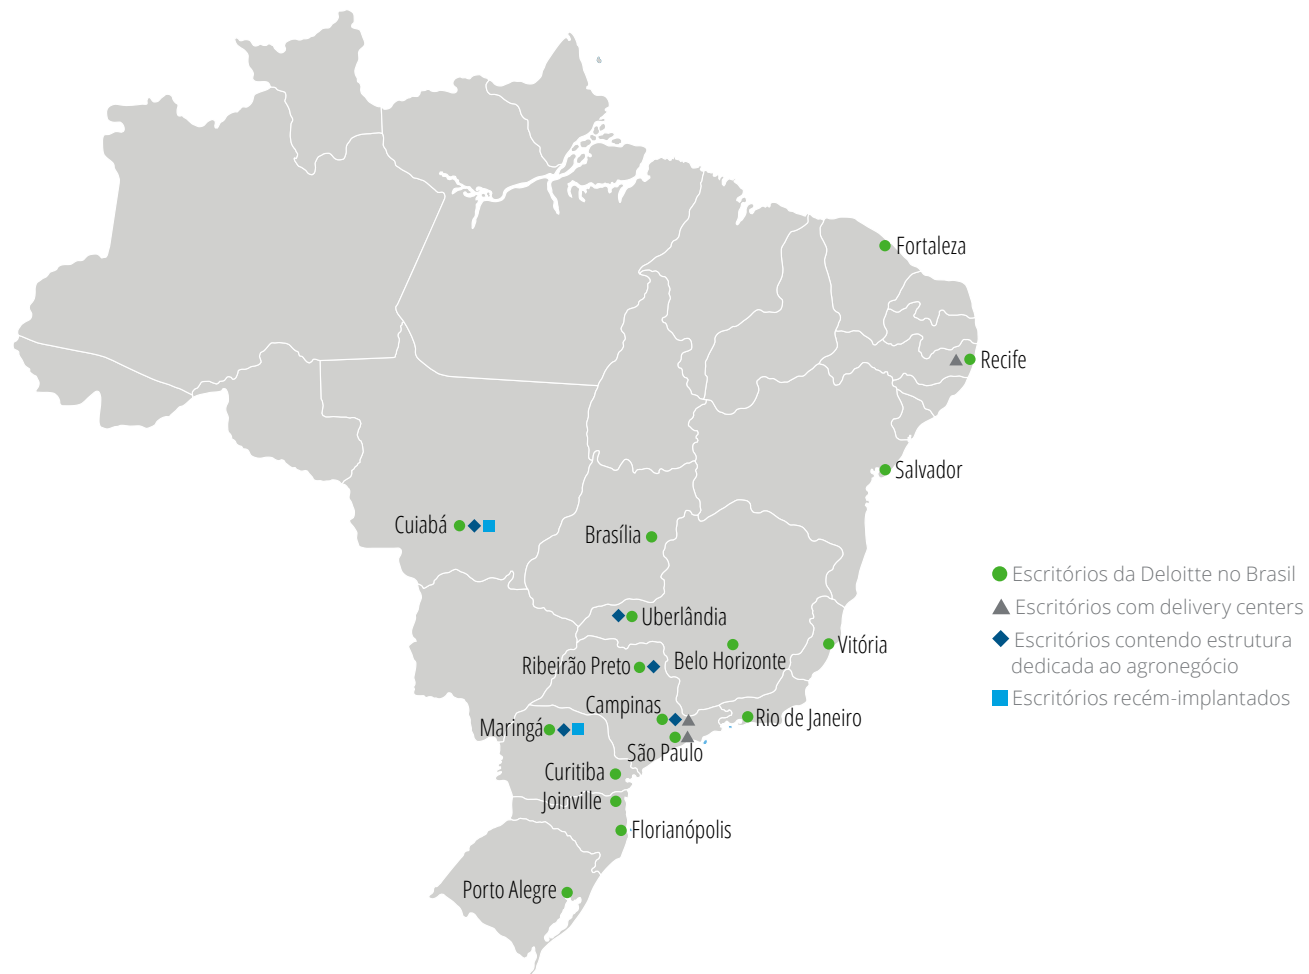 Fortaleza
Recife
Salvador
Cuiabá
Brasília
Uberlândia
Vitória
Belo Horizonte
Ribeirão Preto
Campinas
Rio de Janeiro
Maringá
São Paulo
Curitiba
Joinville
Florianópolis
Porto Alegre
Escritórios da Deloitte no Brasil
Escritórios com delivery centers
Escritórios contendo estrutura
dedicada ao agronegócio
Escritórios recém-implantados